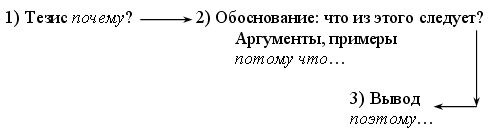 1) Тезис почему? 2) Обоснование: что из этого следует?
Аргументы, примеры
потому что…
3) Вывод
поэтому…